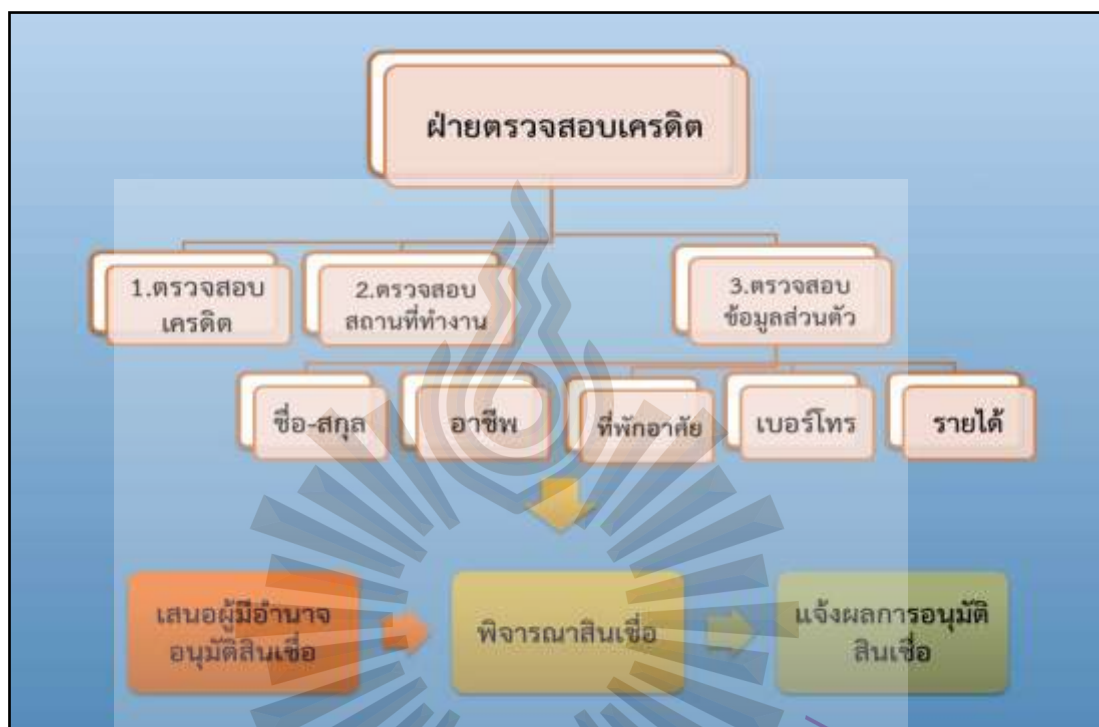 ฝ่ายตรวจสอบเครดิต
1.ตรวจสอบ
เครดิต
2.ตรวจสอบ
สถานที่ทำงาน
3.ตรวจสอบ
ข้อมูลส่วนตัว
ชื่อ-สกุล
อาชีพ
ที่พักอาศัย
เบอร์โทร
รายได้
เสนอผู้มีอำนาจ
อนุมัติสินเชื่อ
พิจารณาสินเชื่อ
แจ้งผลการอนุมัติ
สินเชื่อ